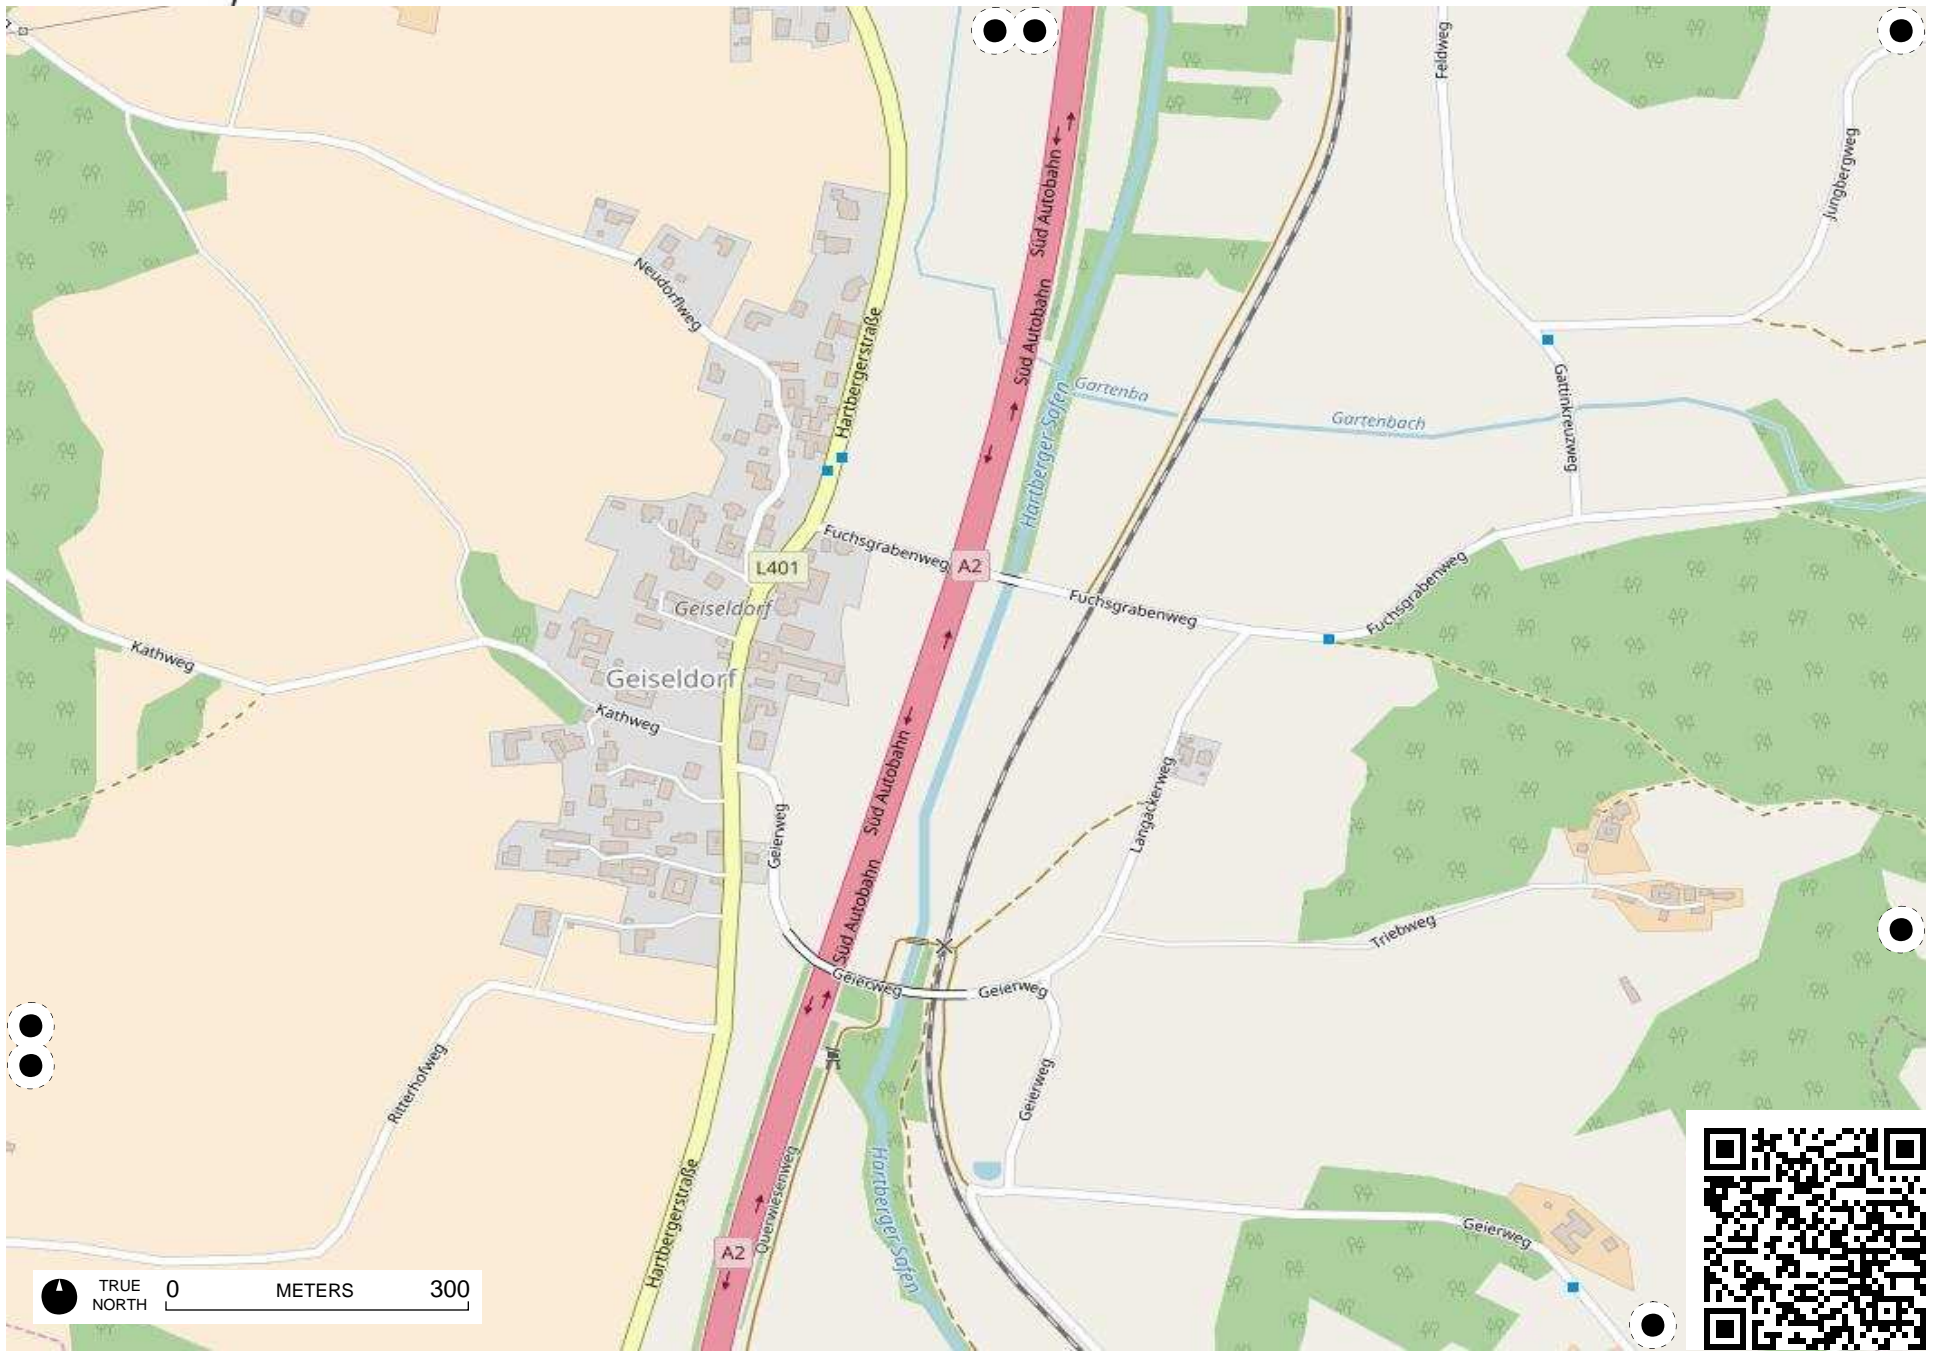 Feldweg
Jungbergweg
Süd Autobahn
Neudorflweg
Hartbergerstraße
Süd Autobahn
Gartenba
Gartenbach
Gattinkreuzweg
Hartberger Safen
Fuchsgrabenweg
A2
L401
Fuchsgrabenweg
Fuchsgrabenweg
Geiseldorf
Kathweg
Geiseldorf
Kathweg
Süd Autobahn
Langackerweg
Geierweg
Süd Autobahn
Triebweg
Geierweg
Geierweg
Ritterhofweg
Geierweg
Hartbergerstraße
Querwiesenweg
Hartberger Safen
Geierweg
A2
TRUE NORTH
0 METERS 300